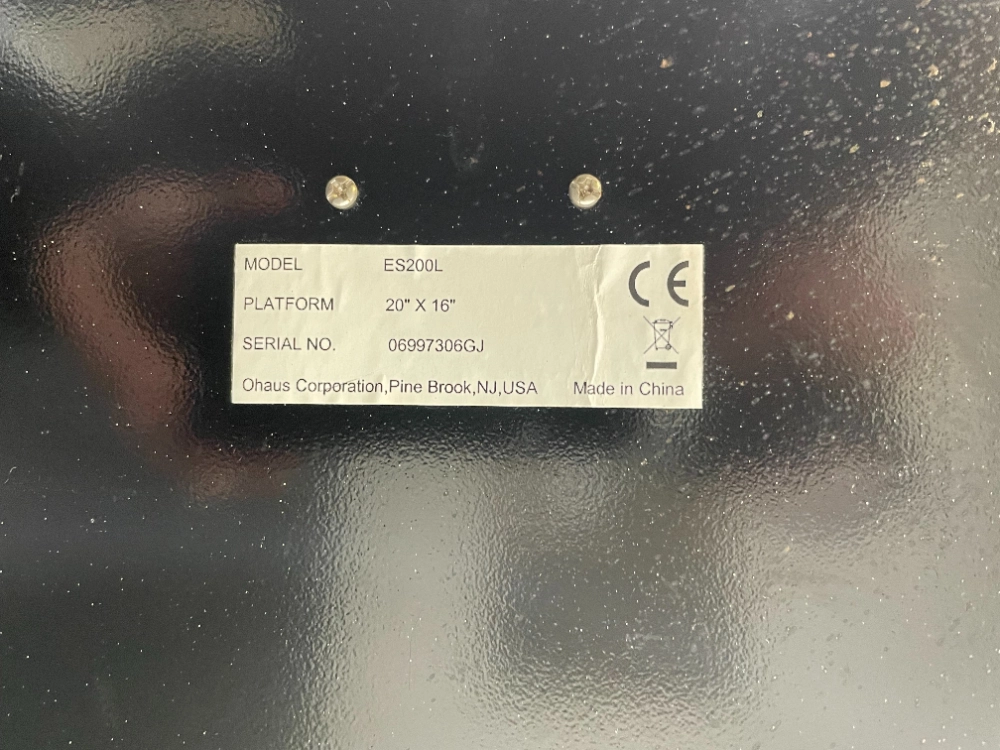 MODEL ES200L
PLATFORM 20" X 16"
SERIAL NO. 06997306GJ
Ohaus Corporation,Pine Brook,NJ,USA Made in China
CE